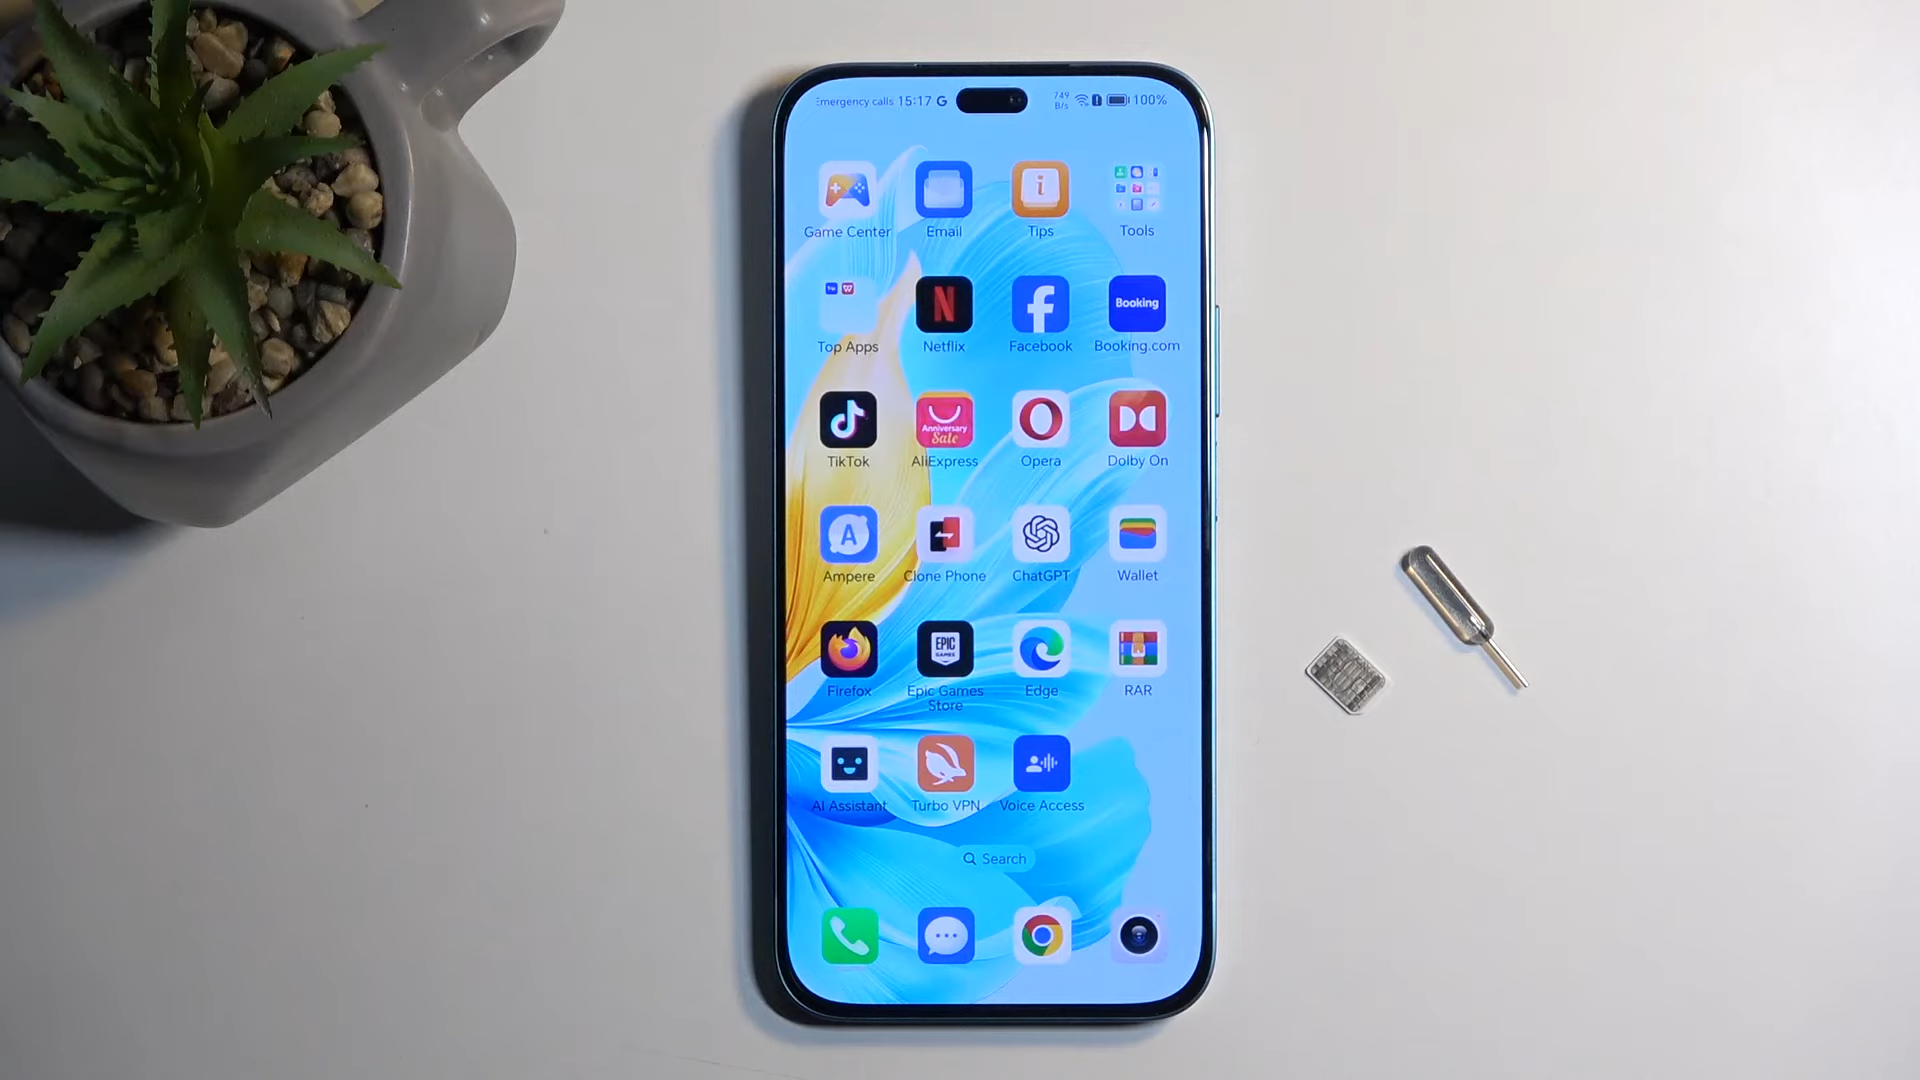 Emergency calls 15:17 G 749 B/s 100%
Game Center Email Tips Tools
Booking
Top Apps Netflix Facebook Booking.com
Anniversary
Sale
TikTok AliExpress Opera Dolby On
A
Ampere Clone Phone ChatGPT Wallet
EPIC
GAMES
Firefox Epic Games Store Edge RAR
AI Assistant Turbo VPN Voice Access
Search